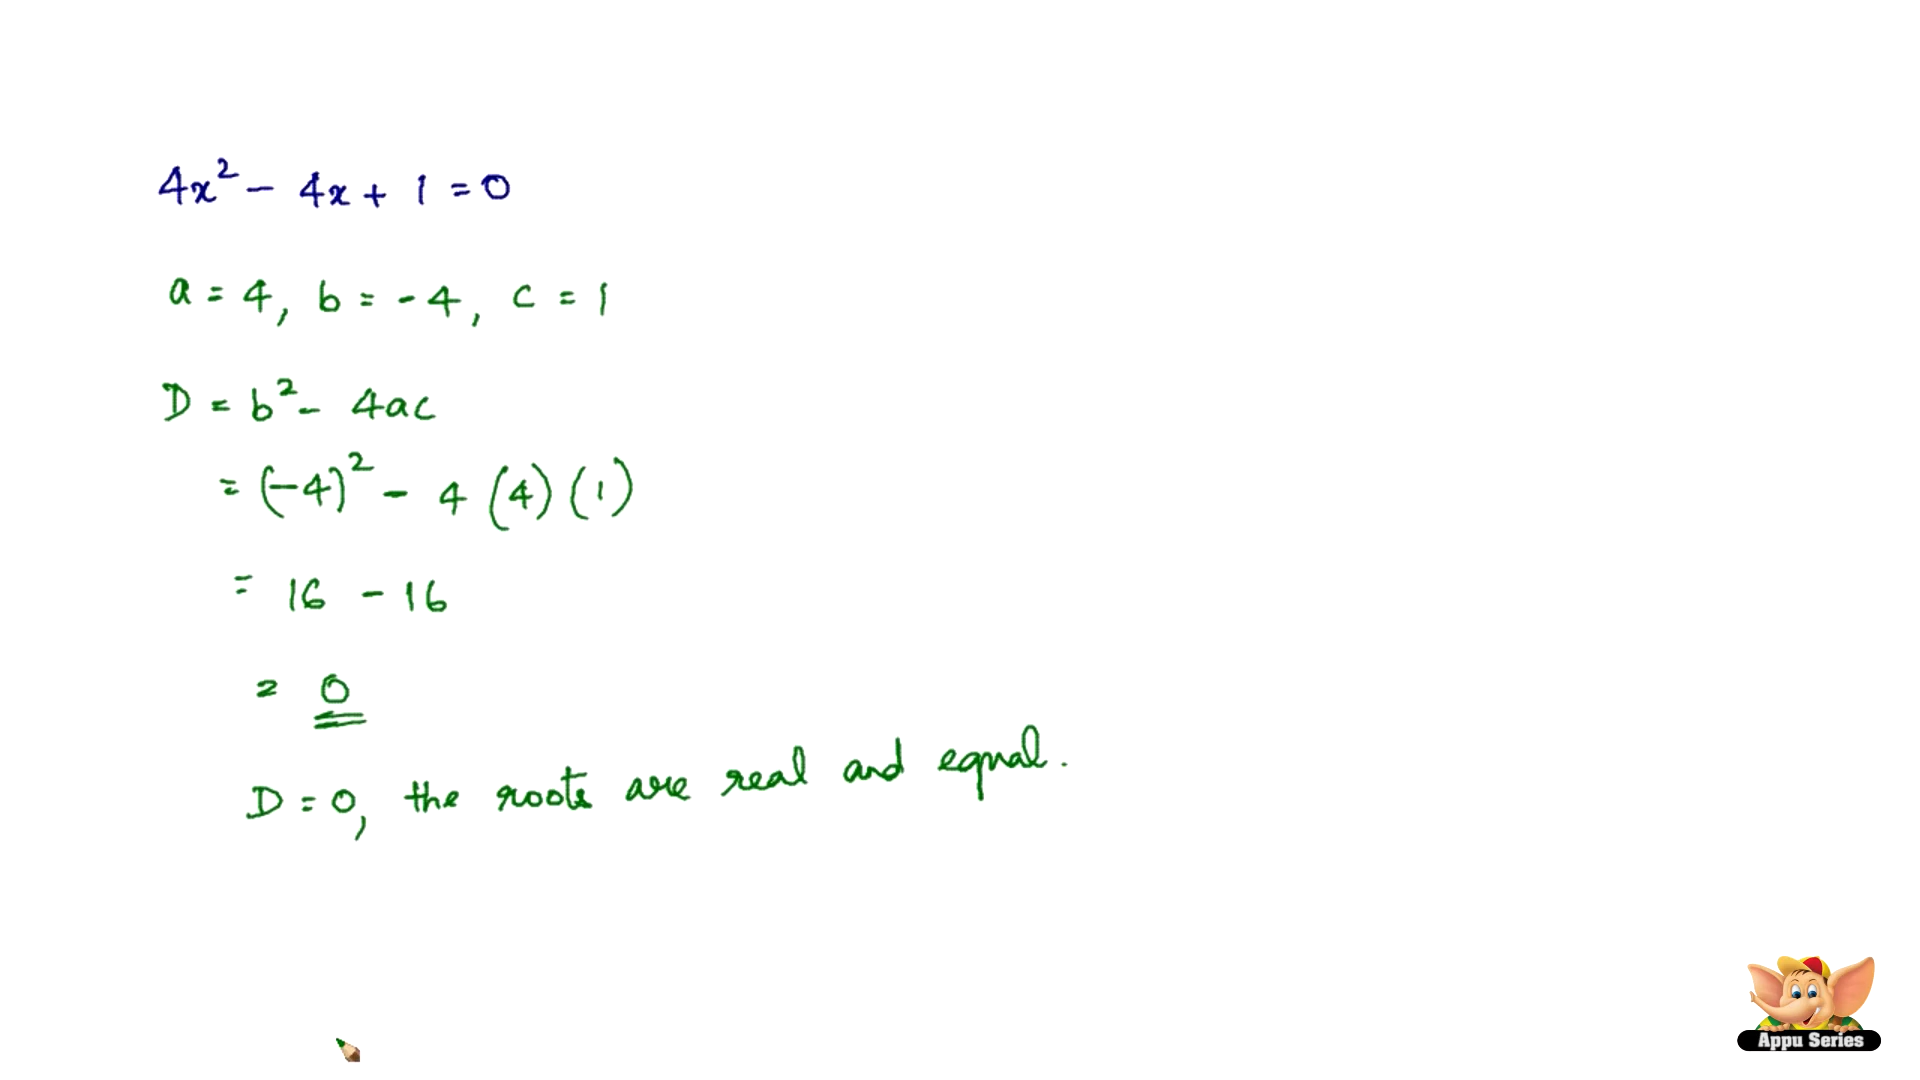 4x² - 4x + 1 = 0
a = 4, b = -4, c = 1
D = b² - 4ac
= (-4)² - 4 (4) (1)
= 16 - 16
= 0
D = 0, the roots are real and equal.
Appu Series